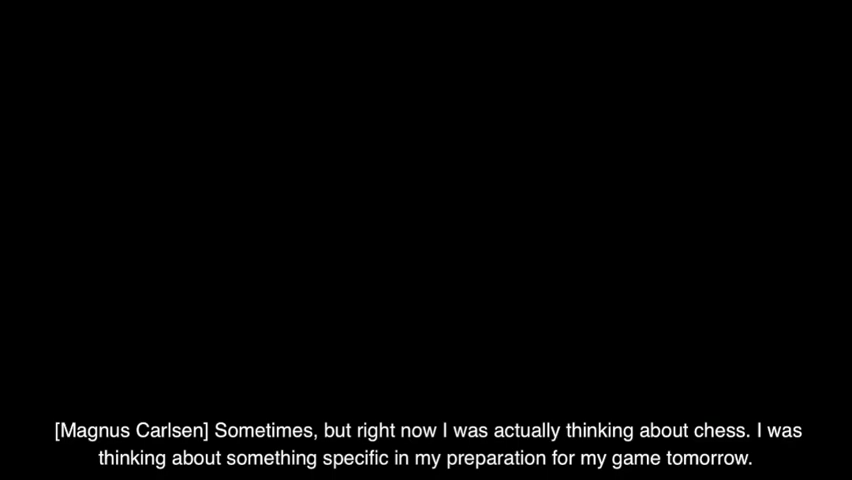 [Magnus Carlsen] Sometimes, but right now I was actually thinking about chess. I was
thinking about something specific in my preparation for my game tomorrow.